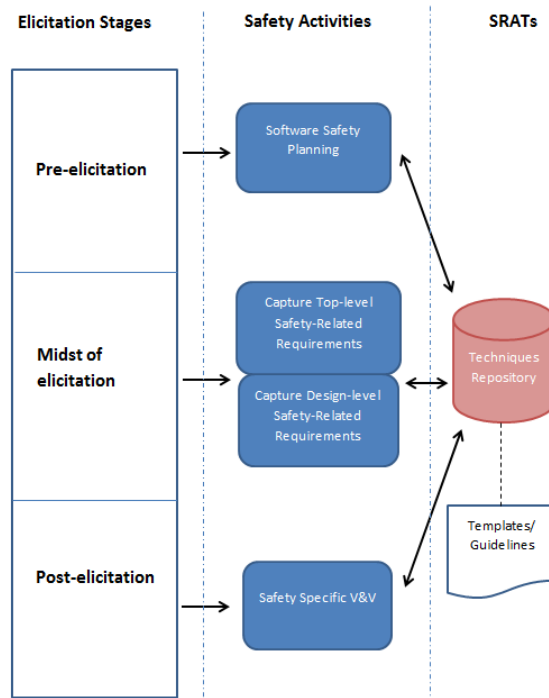 Elicitation Stages
Safety Activities
SRATs
Pre-elicitation
Software Safety
Planning
Midst of
elicitation
Capture Top-level
Safety-Related
Requirements
Capture Design-level
Safety-Related
Requirements
Techniques
Repository
Templates/
Guidelines
Post-elicitation
Safety Specific V&V